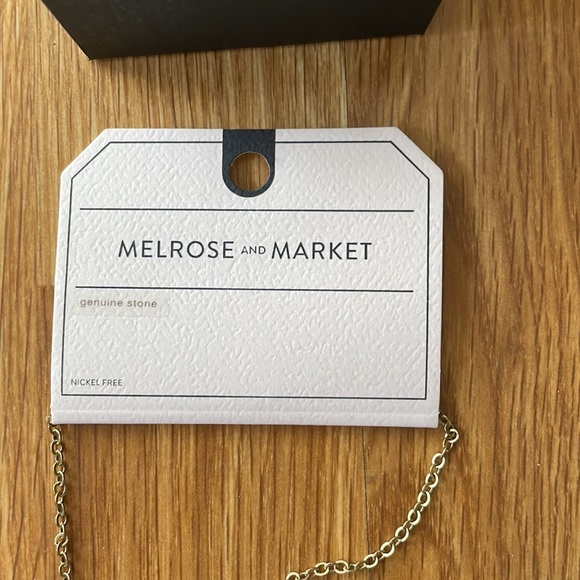 MELROSE AND MARKET
genuine stone
NICKEL FREE